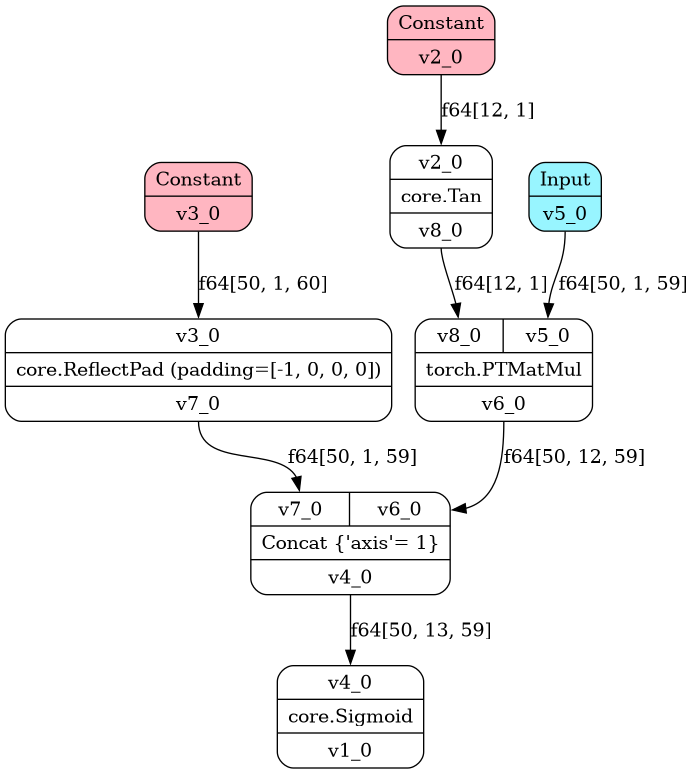 Constant
v2_0
f64[12, 1]
Constant
v3_0
v2_0
core.Tan
v8_0
Input
v5_0
f64[50, 1, 60]
f64[12, 1]
f64[50, 1, 59]
v3_0
core.ReflectPad (padding=[-1, 0, 0, 0])
v7_0
v8_0 v5_0
torch.PTMatMul
v6_0
f64[50, 1, 59]
f64[50, 12, 59]
v7_0 v6_0
Concat {'axis'= 1}
v4_0
f64[50, 13, 59]
v4_0
core.Sigmoid
v1_0